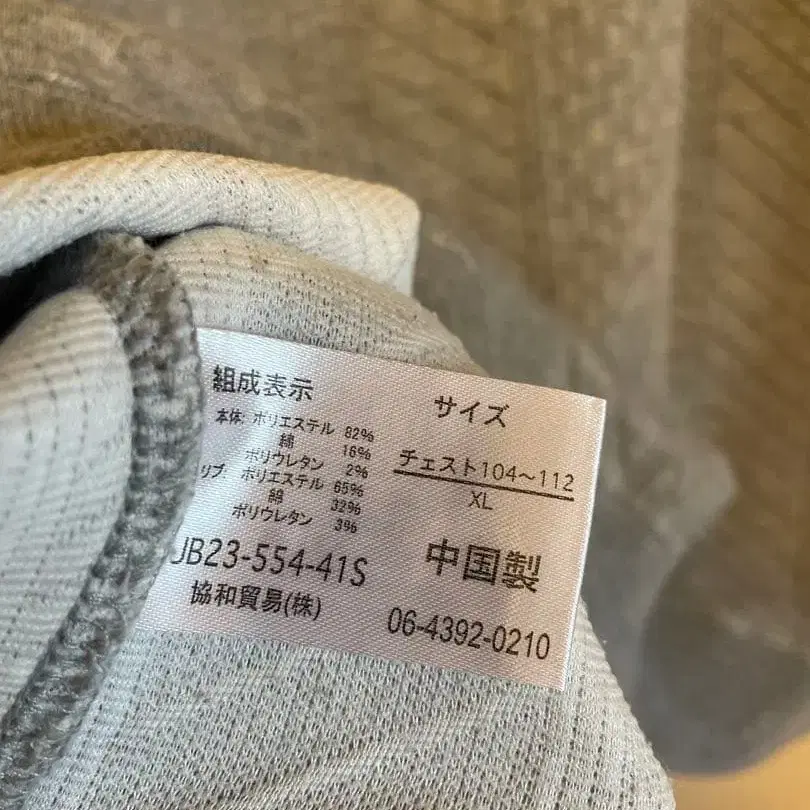 組成表示
本体: ポリエステル 82%
綿 16%
ポリウレタン 2%
リブ: ポリエステル 65%
綿 32%
ポリウレタン 3%
JB23-554-41S
協和貿易(株)
サイズ
チェスト104～112
XL
中国製
06-4392-0210